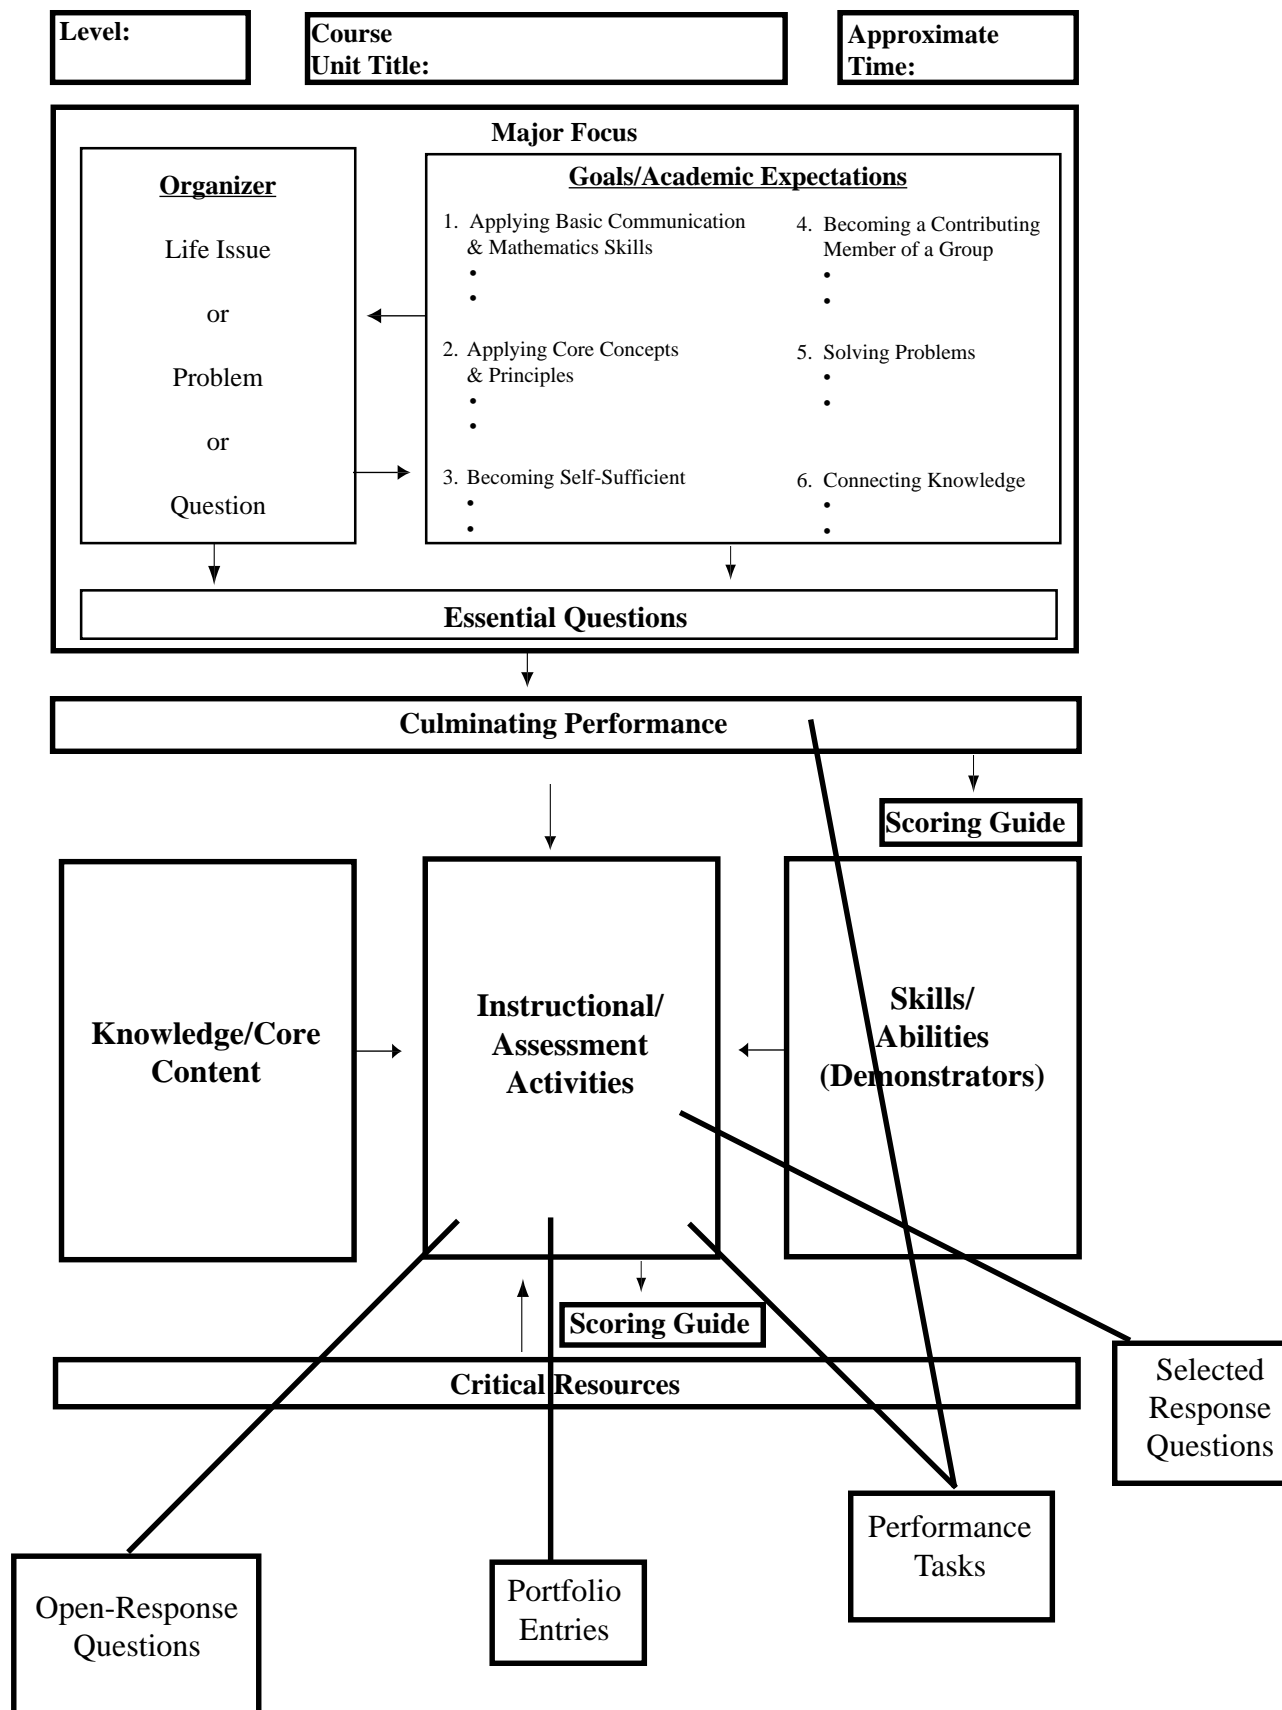 Level:
Course
Unit Title:
Approximate
Time:
Major Focus
Organizer
Life Issue
or
Problem
or
Question
Goals/Academic Expectations
1. Applying Basic Communication
& Mathematics Skills
•
•
2. Applying Core Concepts
& Principles
•
•
3. Becoming Self-Sufficient
•
•
4. Becoming a Contributing
Member of a Group
•
•
5. Solving Problems
•
•
6. Connecting Knowledge
•
•
Essential Questions
Culminating Performance
Scoring Guide
Knowledge/Core
Content
Instructional/
Assessment
Activities
Skills/
Abilities
(Demonstrators)
Scoring Guide
Critical Resources
Selected
Response
Questions
Performance
Tasks
Portfolio
Entries
Open-Response
Questions